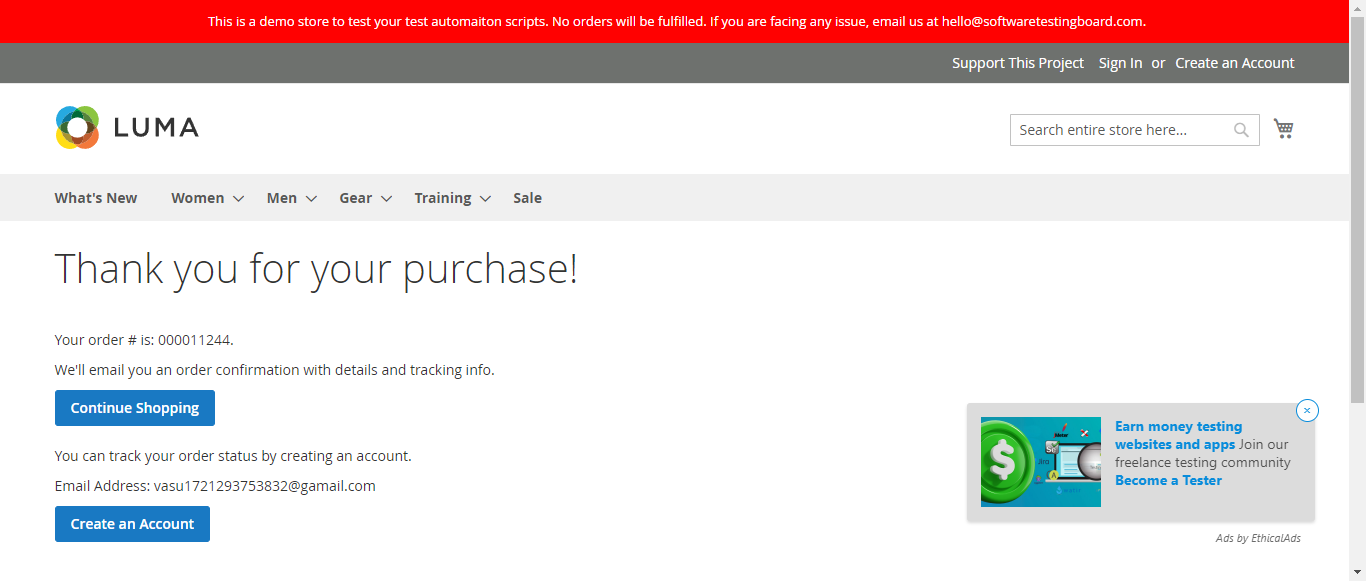 This is a demo store to test your test automaiton scripts. No orders will be fulfilled. If you are facing any issue, email us at hello@softwaretestingboard.com.
Support This Project Sign In or Create an Account
LUMA
Search entire store here...
What's New Women Men Gear Training Sale
Thank you for your purchase!
Your order # is: 000011244.
We'll email you an order confirmation with details and tracking info.
Continue Shopping
You can track your order status by creating an account.
Email Address: vasu1721293753832@gamail.com
Create an Account
Earn money testing
websites and apps Join our
freelance testing community
Become a Tester
Ads by EthicalAds